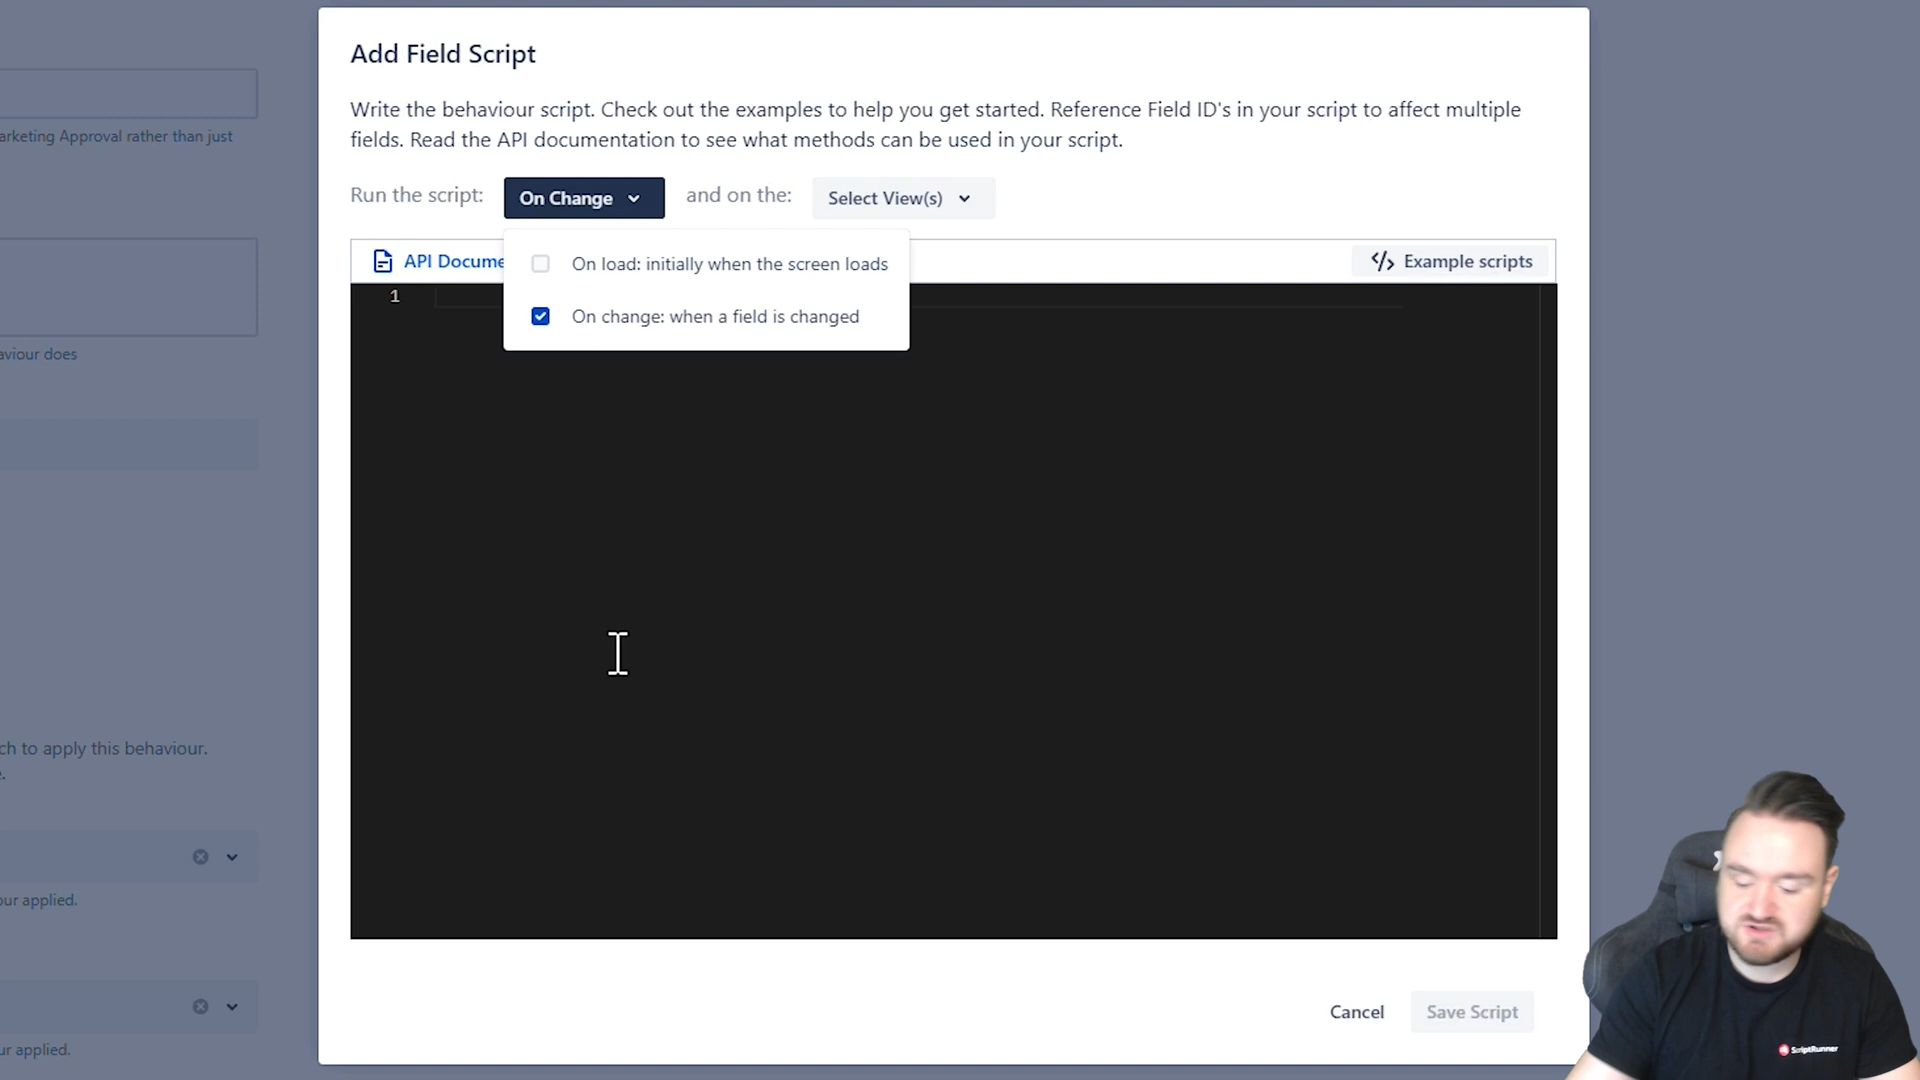 Add Field Script
Write the behaviour script. Check out the examples to help you get started. Reference Field ID's in your script to affect multiple
fields. Read the API documentation to see what methods can be used in your script.
Run the script: On Change and on the: Select View(s)
arketing Approval rather than just
API Docume
On load: initially when the screen loads
Example scripts
1
On change: when a field is changed
aviour does
ch to apply this behaviour.
our applied.
ur applied.
Cancel
Save Script
ScriptRunner